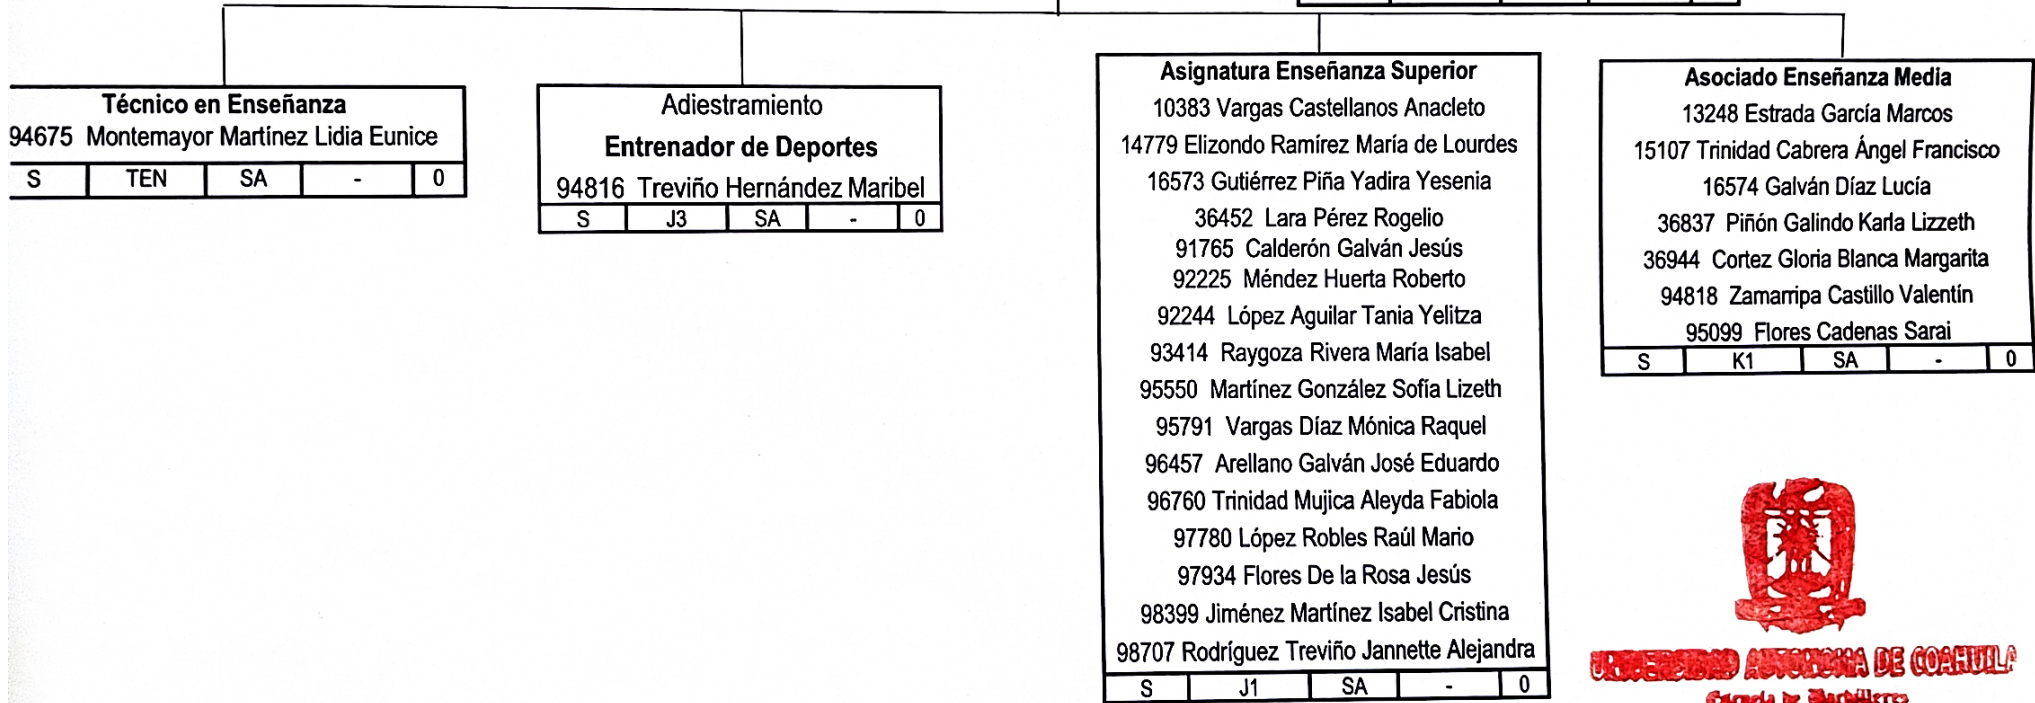 Técnico en Enseñanza
94675 Montemayor Martínez Lidia Eunice
S TEN SA - 0
Adiestramiento
Entrenador de Deportes
94816 Treviño Hernández Maribel
S J3 SA - 0
Asignatura Enseñanza Superior
10383 Vargas Castellanos Anacleto
14779 Elizondo Ramírez María de Lourdes
16573 Gutiérrez Piña Yadira Yesenia
36452 Lara Pérez Rogelio
91765 Calderón Galván Jesús
92225 Méndez Huerta Roberto
92244 López Aguilar Tania Yelitza
93414 Raygoza Rivera María Isabel
95550 Martínez González Sofía Lizeth
95791 Vargas Díaz Mónica Raquel
96457 Arellano Galván José Eduardo
96760 Trinidad Mujica Aleyda Fabiola
97780 López Robles Raúl Mario
97934 Flores De la Rosa Jesús
98399 Jiménez Martínez Isabel Cristina
98707 Rodríguez Treviño Jannette Alejandra
S J1 SA - 0
Asociado Enseñanza Media
13248 Estrada García Marcos
15107 Trinidad Cabrera Ángel Francisco
16574 Galván Díaz Lucía
36837 Piñón Galindo Karla Lizzeth
36944 Cortez Gloria Blanca Margarita
94818 Zamarripa Castillo Valentín
95099 Flores Cadenas Sarai
S K1 SA - 0
UNIVERSIDAD AUTONOMA DE COAHUILA
Escuela de Bachilleres